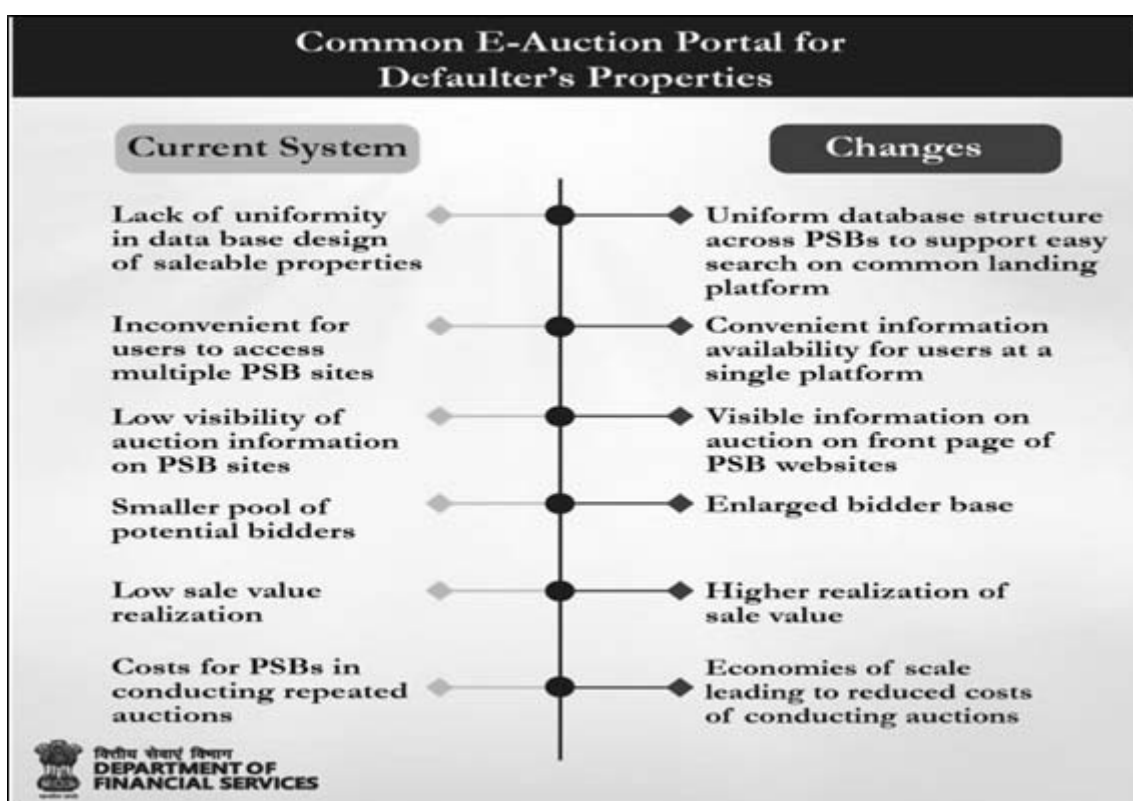 Common E-Auction Portal for
Defaulter's Properties
Current System
Changes
Lack of uniformity
in data base design
of saleable properties
Uniform database structure
across PSBs to support easy
search on common landing
platform
Inconvenient for
users to access
multiple PSB sites
Convenient information
availability for users at a
single platform
Low visibility of
auction information
on PSB sites
Visible information on
auction on front page of
PSB websites
Smaller pool of
potential bidders
Enlarged bidder base
Low sale value
realization
Higher realization of
sale value
Costs for PSBs in
conducting repeated
auctions
Economies of scale
leading to reduced costs
of conducting auctions
वित्तीय सेवाएं विभाग
DEPARTMENT OF
FINANCIAL SERVICES